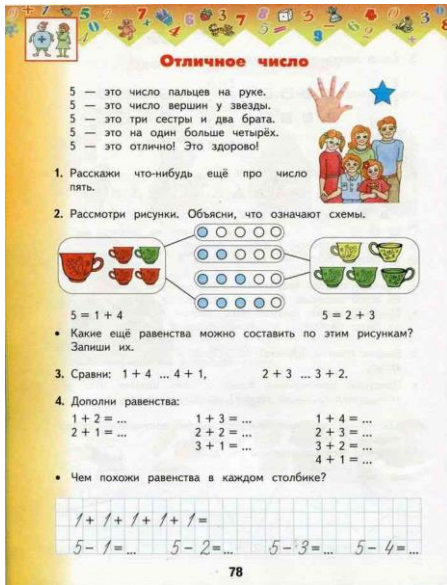 Отличное число
5 — это число пальцев на руке.
5 — это число вершин у звезды.
5 — это три сестры и два брата.
5 — это на один больше четырёх.
5 — это отлично! Это здорово!
1. Расскажи что-нибудь ещё про число
пять.
2. Рассмотри рисунки. Объясни, что означают схемы.
5 = 1 + 4
5 = 2 + 3
• Какие ещё равенства можно составить по этим рисункам?
Запиши их.
3. Сравни: 1 + 4 ... 4 + 1, 2 + 3 ... 3 + 2.
4. Дополни равенства:
1 + 2 = ... 1 + 3 = ... 1 + 4 = ...
2 + 1 = ... 2 + 2 = ... 2 + 3 = ...
3 + 1 = ... 3 + 2 = ...
4 + 1 = ...
• Чем похожи равенства в каждом столбике?
1 + 1 + 1 + 1 + 1 =
5 - 1 = ... 5 - 2 = ... 5 - 3 = ... 5 - 4 = ...
78